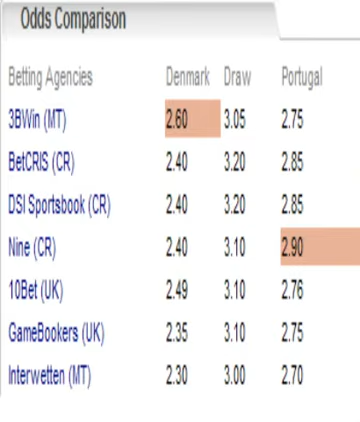 Odds Comparison
Betting Agencies Denmark Draw Portugal
3BWin (MT) 2.60 3.05 2.75
BetCRIS (CR) 2.40 3.20 2.85
DSI Sportsbook (CR) 2.40 3.20 2.85
Nine (CR) 2.40 3.10 2.90
10Bet (UK) 2.49 3.10 2.76
GameBookers (UK) 2.35 3.10 2.75
Interwetten (MT) 2.30 3.00 2.70